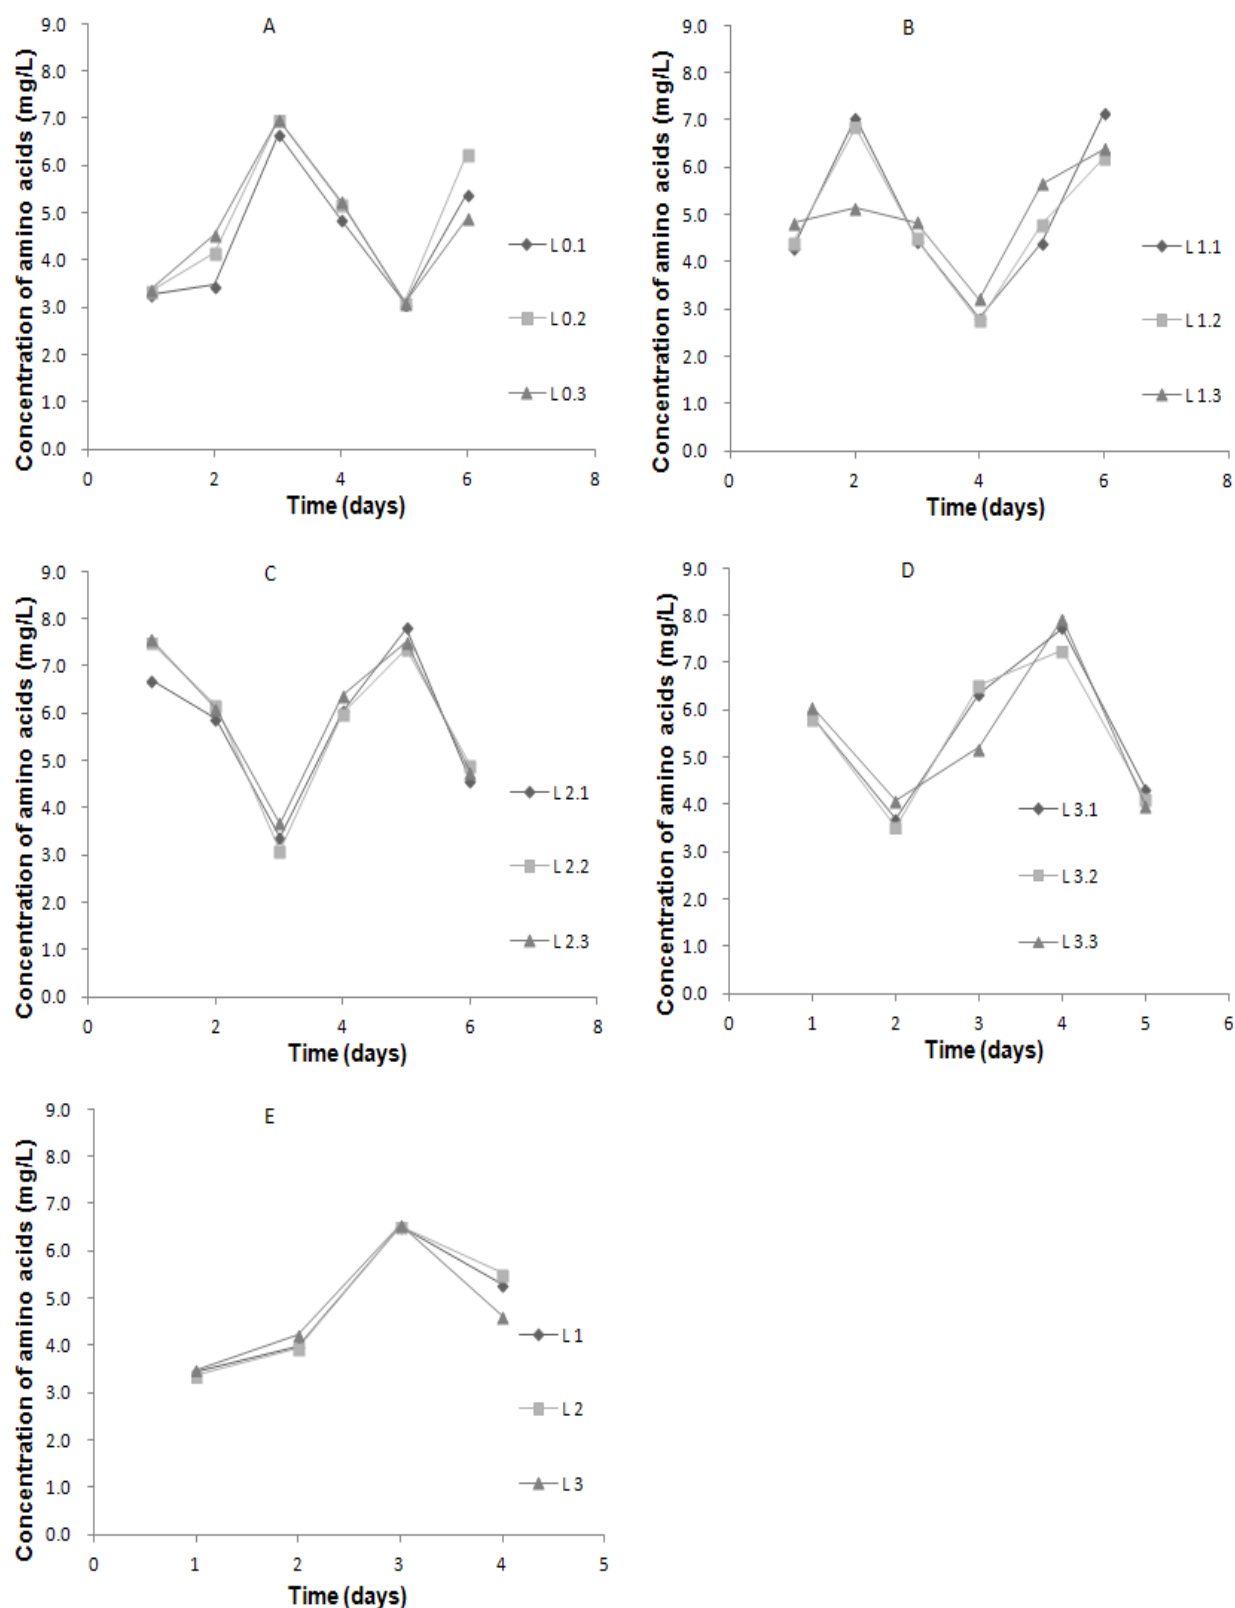 A
Concentration of amino acids (mg/L)
9.0
8.0
7.0
6.0
5.0
4.0
3.0
2.0
1.0
0.0
0 2 4 6 8
Time (days)
L 0.1
L 0.2
L 0.3
B
Concentration of amino acids (mg/L)
9.0
8.0
7.0
6.0
5.0
4.0
3.0
2.0
1.0
0.0
0 2 4 6 8
Time (days)
L 1.1
L 1.2
L 1.3
C
Concentration of amino acids (mg/L)
9.0
8.0
7.0
6.0
5.0
4.0
3.0
2.0
1.0
0.0
0 2 4 6 8
Time (days)
L 2.1
L 2.2
L 2.3
D
Concentration of amino acids (mg/L)
9.0
8.0
7.0
6.0
5.0
4.0
3.0
2.0
1.0
0.0
0 1 2 3 4 5 6
Time (days)
L 3.1
L 3.2
L 3.3
E
Concentration of amino acids (mg/L)
9.0
8.0
7.0
6.0
5.0
4.0
3.0
2.0
1.0
0.0
0 1 2 3 4 5
Time (days)
L 1
L 2
L 3